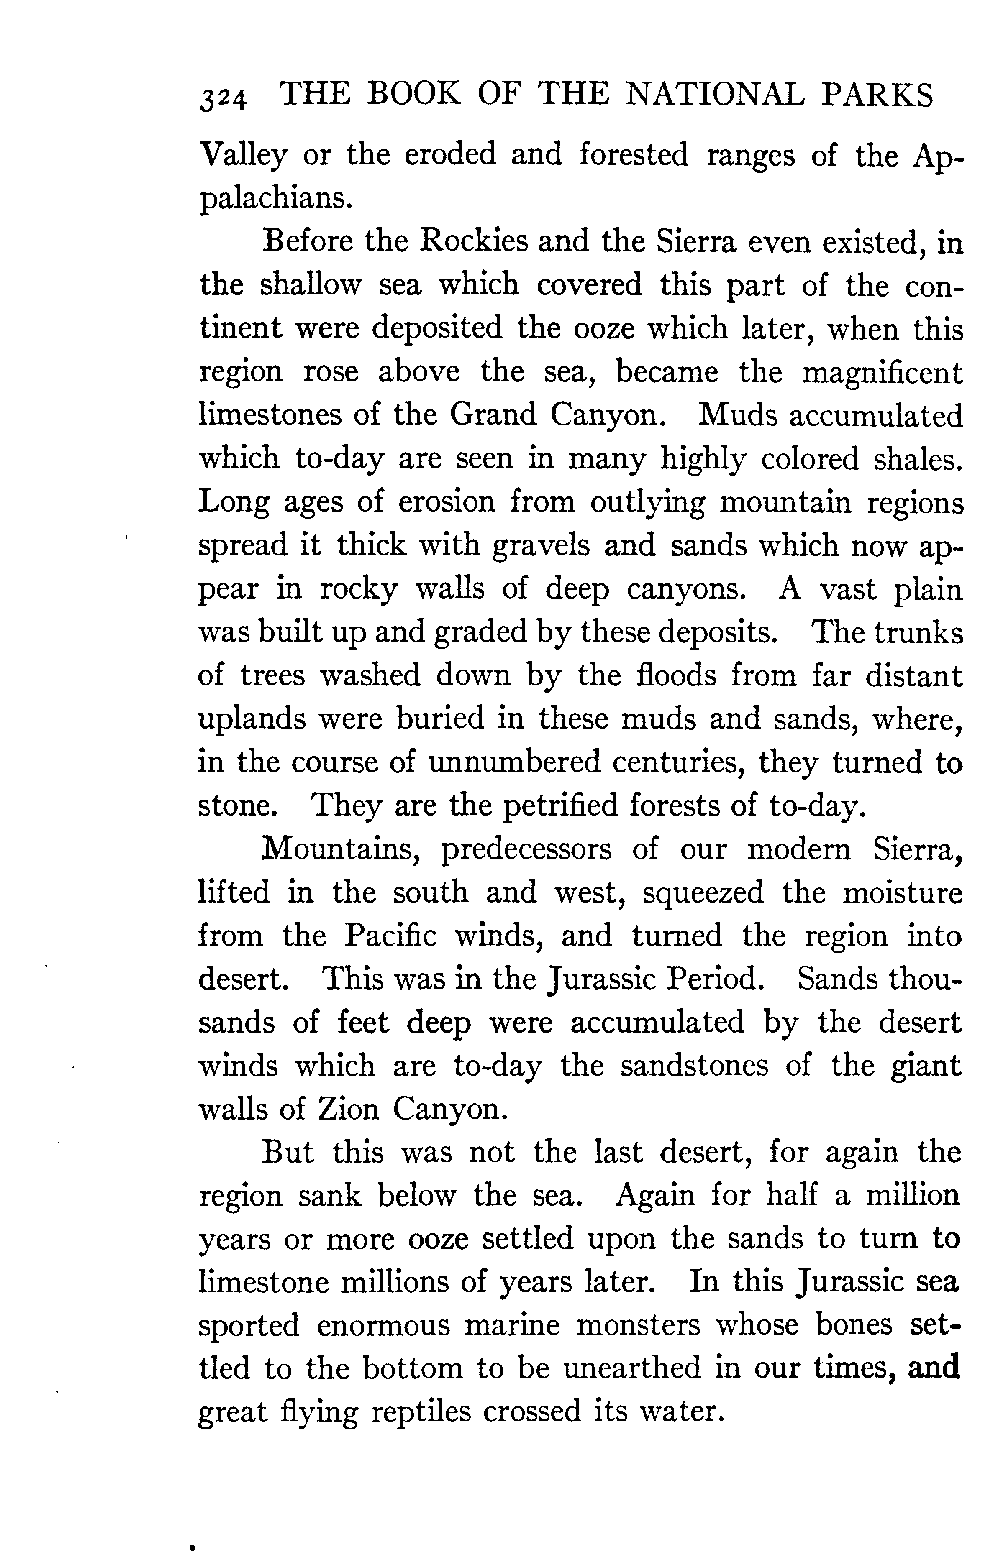 324 THE BOOK OF THE NATIONAL PARKS
Valley or the eroded and forested ranges of the Ap-
palachians.
Before the Rockies and the Sierra even existed, in
the shallow sea which covered this part of the con-
tinent were deposited the ooze which later, when this
region rose above the sea, became the magnificent
limestones of the Grand Canyon. Muds accumulated
which to-day are seen in many highly colored shales.
Long ages of erosion from outlying mountain regions
spread it thick with gravels and sands which now ap-
pear in rocky walls of deep canyons. A vast plain
was built up and graded by these deposits. The trunks
of trees washed down by the floods from far distant
uplands were buried in these muds and sands, where,
in the course of unnumbered centuries, they turned to
stone. They are the petrified forests of to-day.
Mountains, predecessors of our modern Sierra,
lifted in the south and west, squeezed the moisture
from the Pacific winds, and turned the region into
desert. This was in the Jurassic Period. Sands thou-
sands of feet deep were accumulated by the desert
winds which are to-day the sandstones of the giant
walls of Zion Canyon.
But this was not the last desert, for again the
region sank below the sea. Again for half a million
years or more ooze settled upon the sands to turn to
limestone millions of years later. In this Jurassic sea
sported enormous marine monsters whose bones set-
tled to the bottom to be unearthed in our times, and
great flying reptiles crossed its water.